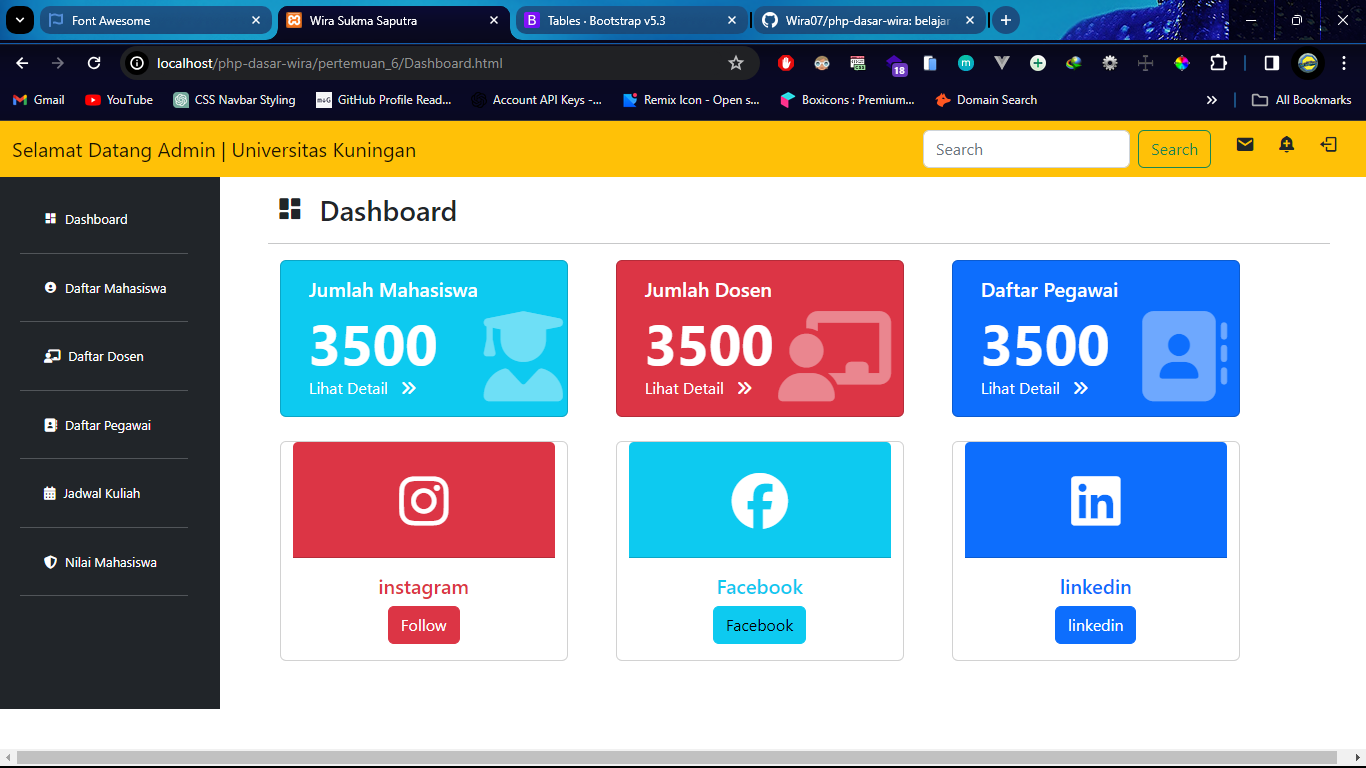 Font Awesome
Wira Sukma Saputra
B Tables · Bootstrap v5.3
Wira07/php-dasar-wira: belajar
localhost/php-dasar-wira/pertemuan_6/Dashboard.html
18
Gmail
YouTube
CSS Navbar Styling
GitHub Profile Read...
Account API Keys -...
Remix Icon - Open s...
Boxicons : Premium...
Domain Search
All Bookmarks
Selamat Datang Admin | Universitas Kuningan
Search
Search
Dashboard
Daftar Mahasiswa
Daftar Dosen
Daftar Pegawai
Jadwal Kuliah
Nilai Mahasiswa
Dashboard
Jumlah Mahasiswa
3500
Lihat Detail
Jumlah Dosen
3500
Lihat Detail
Daftar Pegawai
3500
Lihat Detail
instagram
Follow
Facebook
Facebook
in
linkedin
linkedin